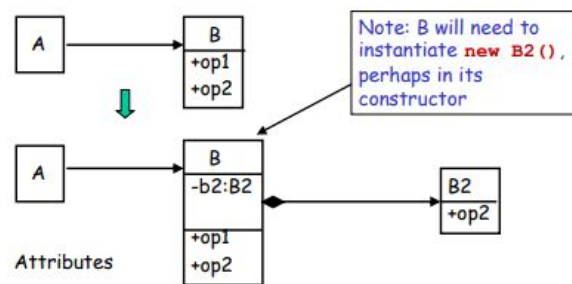 A
B
+op1
+op2
Note: B will need to
instantiate new B2(),
perhaps in its
constructor
A
B
-b2:B2
+op1
+op2
B2
+op2
Attributes